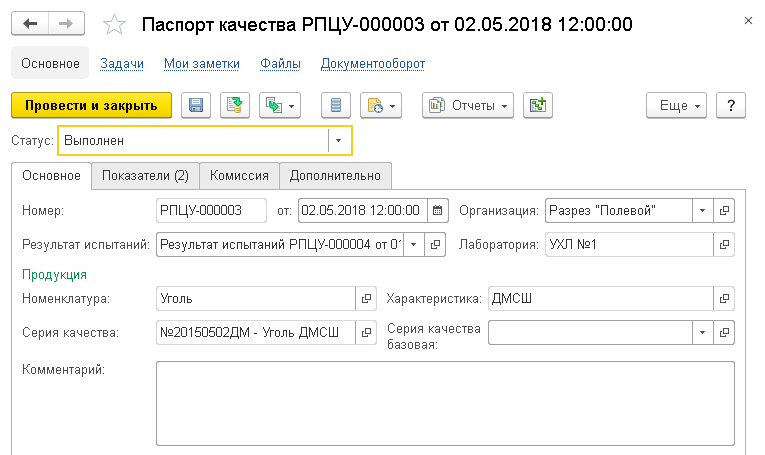 Паспорт качества РПЦУ-000003 от 02.05.2018 12:00:00
Основное Задачи Мои заметки Файлы Документооборот
Провести и закрыть Отчеты Еще ?
Статус: Выполнен
Основное Показатели (2) Комиссия Дополнительно
Номер: РПЦУ-000003 от: 02.05.2018 12:00:00 Организация: Разрез "Полевой"
Результат испытаний: Результат испытаний РПЦУ-000004 от 01 Лаборатория: УХЛ №1
Продукция
Номенклатура: Уголь Характеристика: ДМСШ
Серия качества: №20150502ДМ - Уголь ДМСШ Серия качества
базовая:
Комментарий: